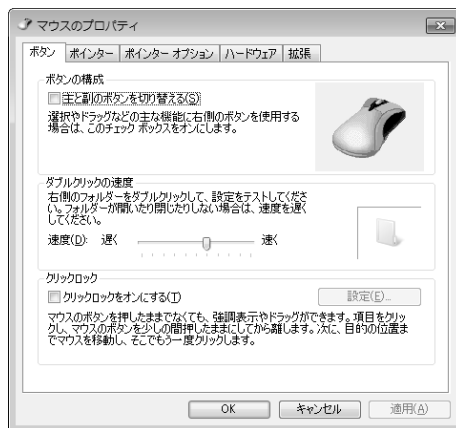 マウスのプロパティ
ボタン ポインター ポインター オプション ハードウェア 拡張
ボタンの構成
主と副のボタンを切り替える(S)
選択やドラッグなどの主な機能に右側のボタンを使用する
場合は、このチェック ボックスをオンにします。
ダブルクリックの速度
右側のフォルダーをダブルクリックして、設定をテストしてくださ
い。フォルダーが開いたり閉じたりしない場合は、速度を遅く
してください。
速度(D): 遅く 速く
クリックロック
クリックロックをオンにする(T) 設定(E)...
マウスのボタンを押したままでなくても、強調表示やドラッグができます。項目をクリッ
クし、マウスのボタンを少しの間押したままにしてから離します。次に、目的の位置ま
でマウスを移動し、そこでもう一度クリックします。
OK キャンセル 適用(A)